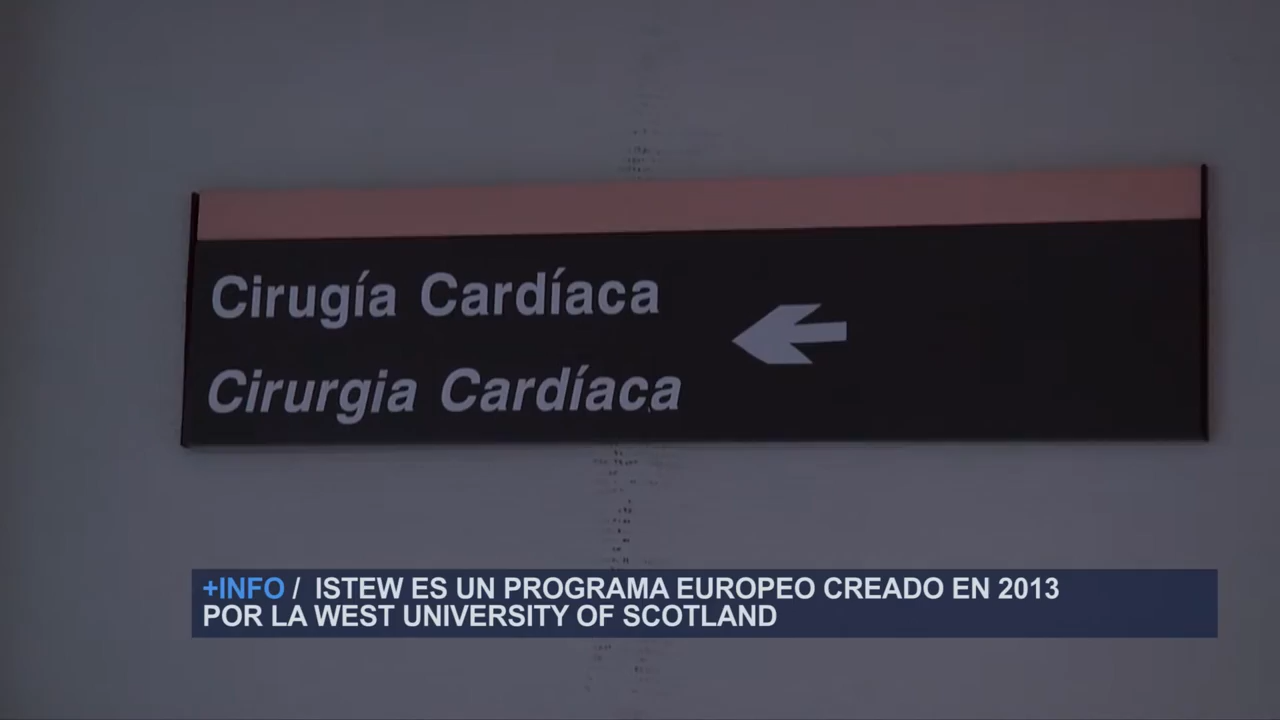 Cirugía Cardíaca
Cirurgia Cardíaca
+INFO / ISTEW ES UN PROGRAMA EUROPEO CREADO EN 2013
POR LA WEST UNIVERSITY OF SCOTLAND